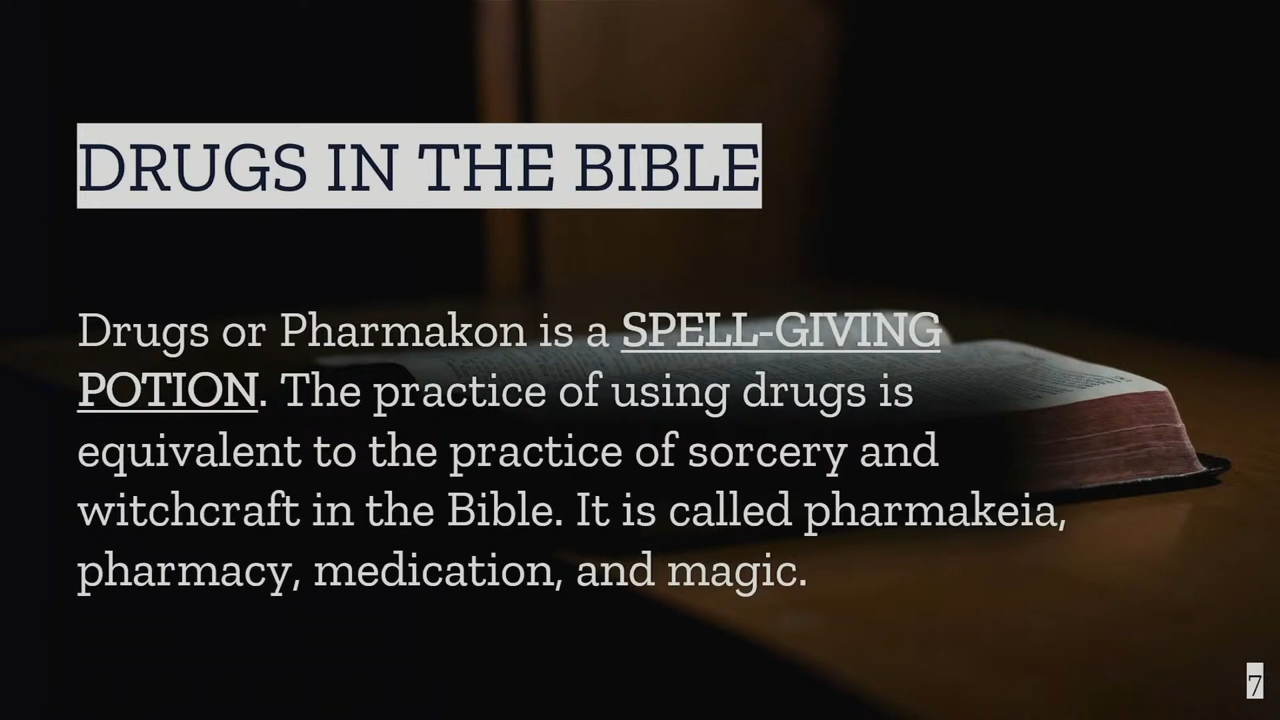 DRUGS IN THE BIBLE
Drugs or Pharmakon is a SPELL-GIVING
POTION. The practice of using drugs is
equivalent to the practice of sorcery and
witchcraft in the Bible. It is called pharmakeia,
pharmacy, medication, and magic.
7